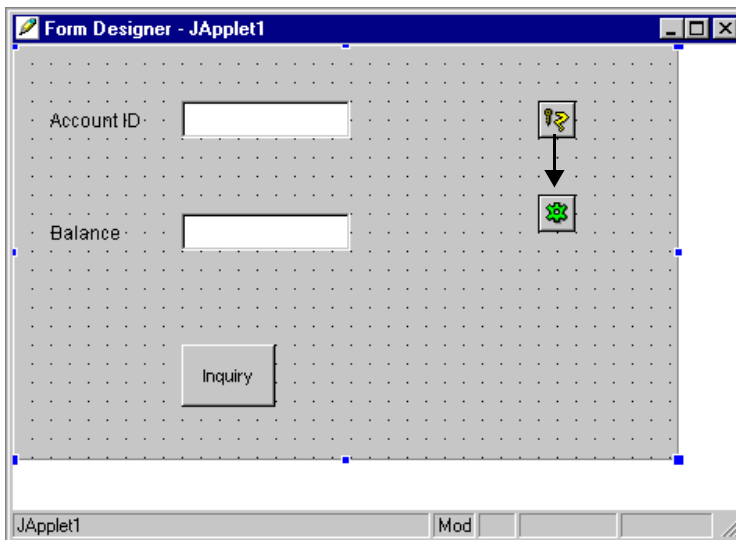 Form Designer - JApplet1
Account ID
Balance
Inquiry
JApplet1
Mod